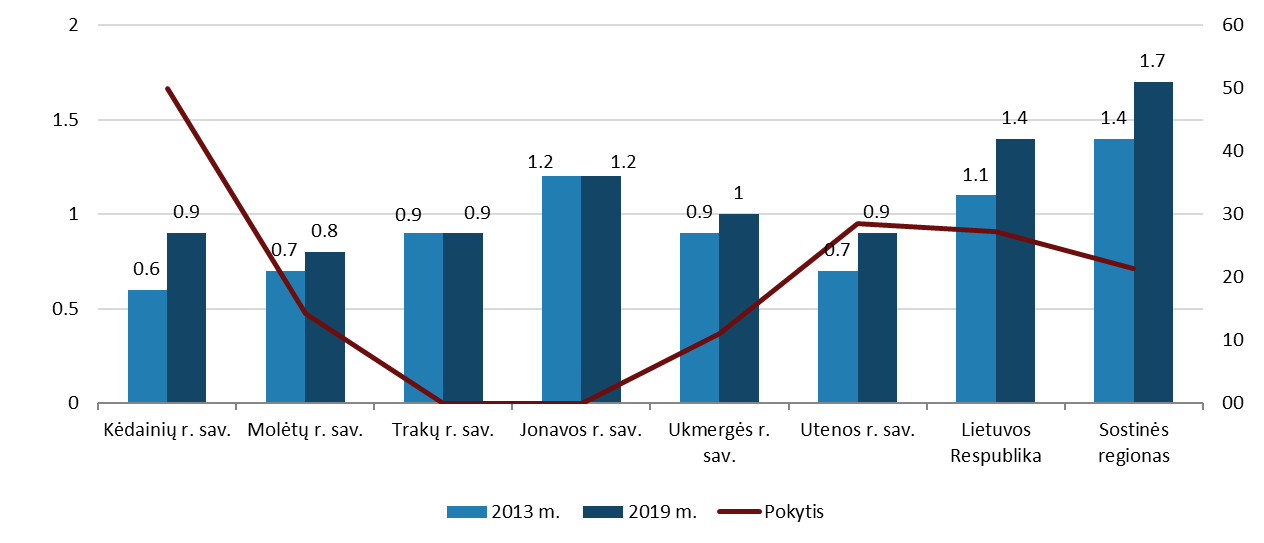 2
1.5
1
0.5
0
60
50
40
30
20
10
00
0.6
0.9
0.7
0.8
0.9
0.9
1.2
1.2
0.9
1
0.7
0.9
1.1
1.4
1.4
1.7
Kėdainių r. sav.
Molėtų r. sav.
Trakų r. sav.
Jonavos r. sav.
Ukmergės r.
sav.
Utenos r. sav.
Lietuvos
Respublika
Sostinės
regionas
2013 m.
2019 m.
Pokytis